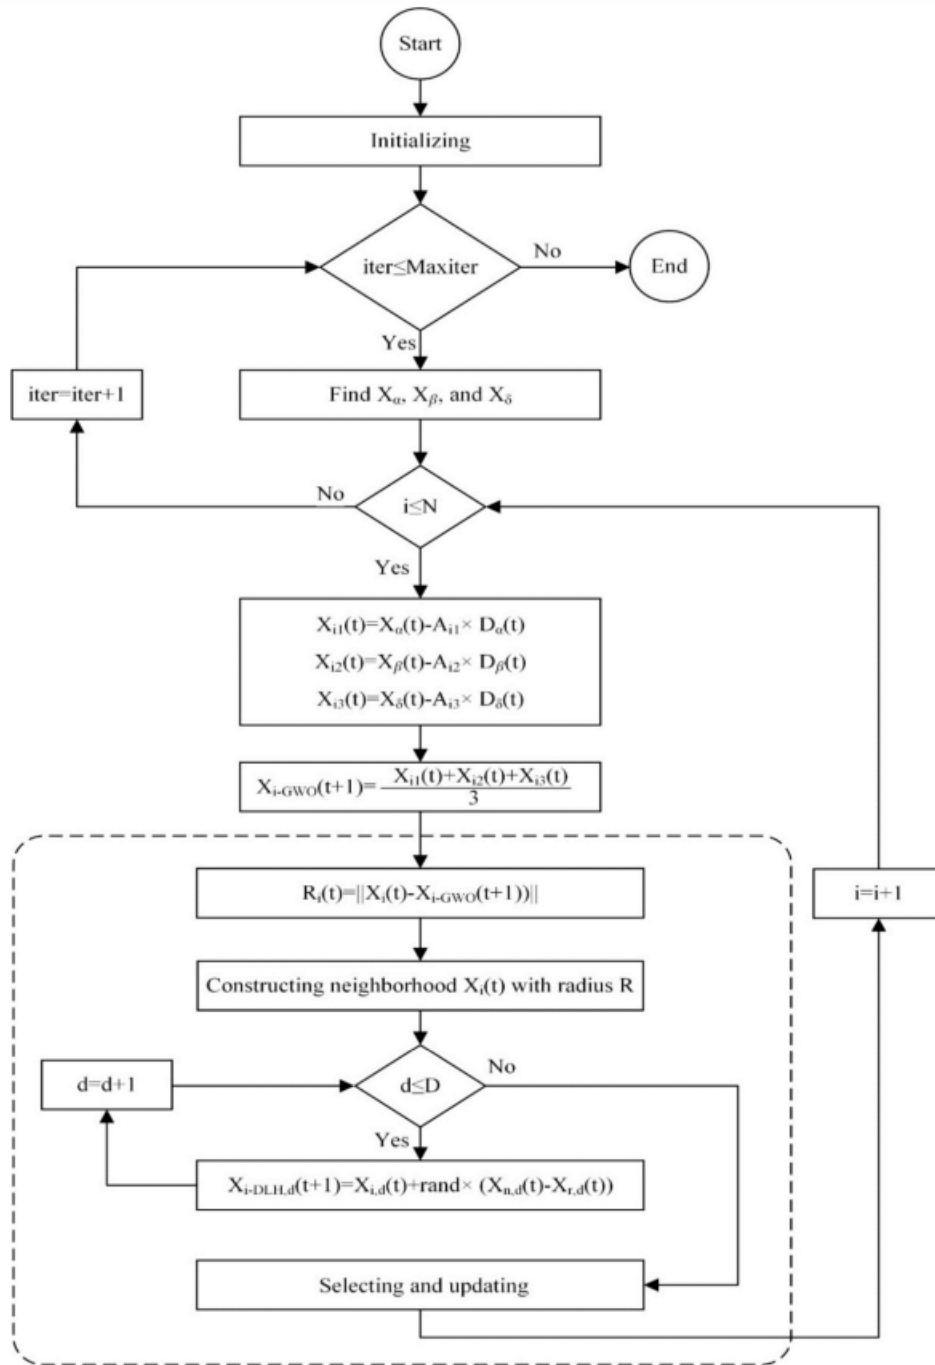 Start
Initializing
iter≤Maxiter
No
End
Yes
iter=iter+1
Find Xα, Xβ, and Xδ
No
i≤N
Yes
Xi1(t)=Xα(t)-Ai1× Dα(t)
Xi2(t)=Xβ(t)-Ai2× Dβ(t)
Xi3(t)=Xδ(t)-Ai3× Dδ(t)
Xi-GWO(t+1)= Xi1(t)+Xi2(t)+Xi3(t)
3
Ri(t)=||Xi(t)-Xi-GWO(t+1))||
i=i+1
Constructing neighborhood Xi(t) with radius R
d=d+1
d≤D
No
Yes
Xi-DLH,d(t+1)=Xi,d(t)+rand× (Xn,d(t)-Xr,d(t))
Selecting and updating